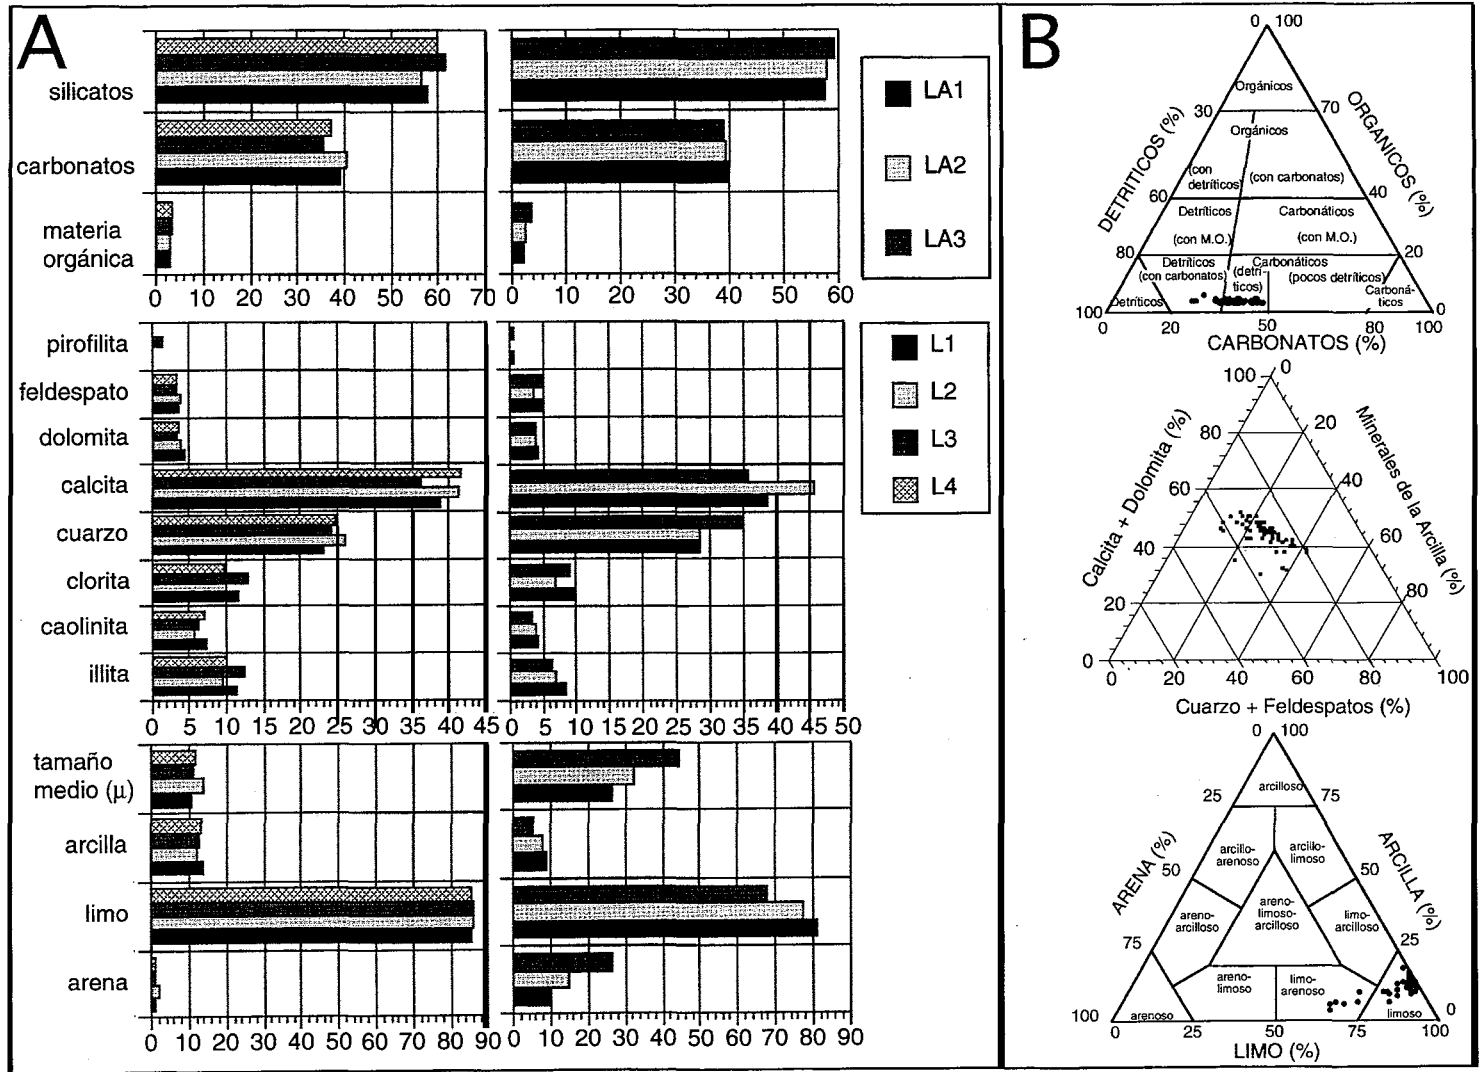 A
silicatos
carbonatos
materia
orgánica
0 10 20 30 40 50 60 70
0 10 20 30 40 50 60
LA1
LA2
LA3
pirofilita
feldespato
dolomita
calcita
cuarzo
clorita
caolinita
illita
0 5 10 15 20 25 30 35 40 45
0 5 10 15 20 25 30 35 40 45 50
L1
L2
L3
L4
tamaño
medio (μ)
arcilla
limo
arena
0 10 20 30 40 50 60 70 80 90
0 10 20 30 40 50 60 70 80 90
B
0 100
Orgánicos
30 70
Orgánicos
(con
detríticos)
(con carbonatos)
60 40
Detríticos
(con M.O.)
Carbonáticos
(con M.O.)
80 20
Detríticos
(con carbonatos)
(detrí-
ticos)
Carbonáticos
(pocos detríticos)
Detríticos
Carboná-
ticos
100 0
0 20 50 80 100
DETRITICOS (%)
ORGANICOS (%)
CARBONATOS (%)
100 0
80 20
60 40
40 60
20 80
0 100
0 20 40 60 80
Calcita + Dolomita (%)
Minerales de la Arcilla (%)
Cuarzo + Feldespatos (%)
0 100
arcilloso
25 75
arcillo-
arenoso
arcillo-
limoso
50 50
areno-
arcilloso
areno-
limoso-
arcilloso
limo-
arcilloso
75 25
areno-
limoso
limo-
arenoso
arenoso
limoso
100 0
25 50 75 100
ARENA (%)
ARCILLA (%)
LIMO (%)